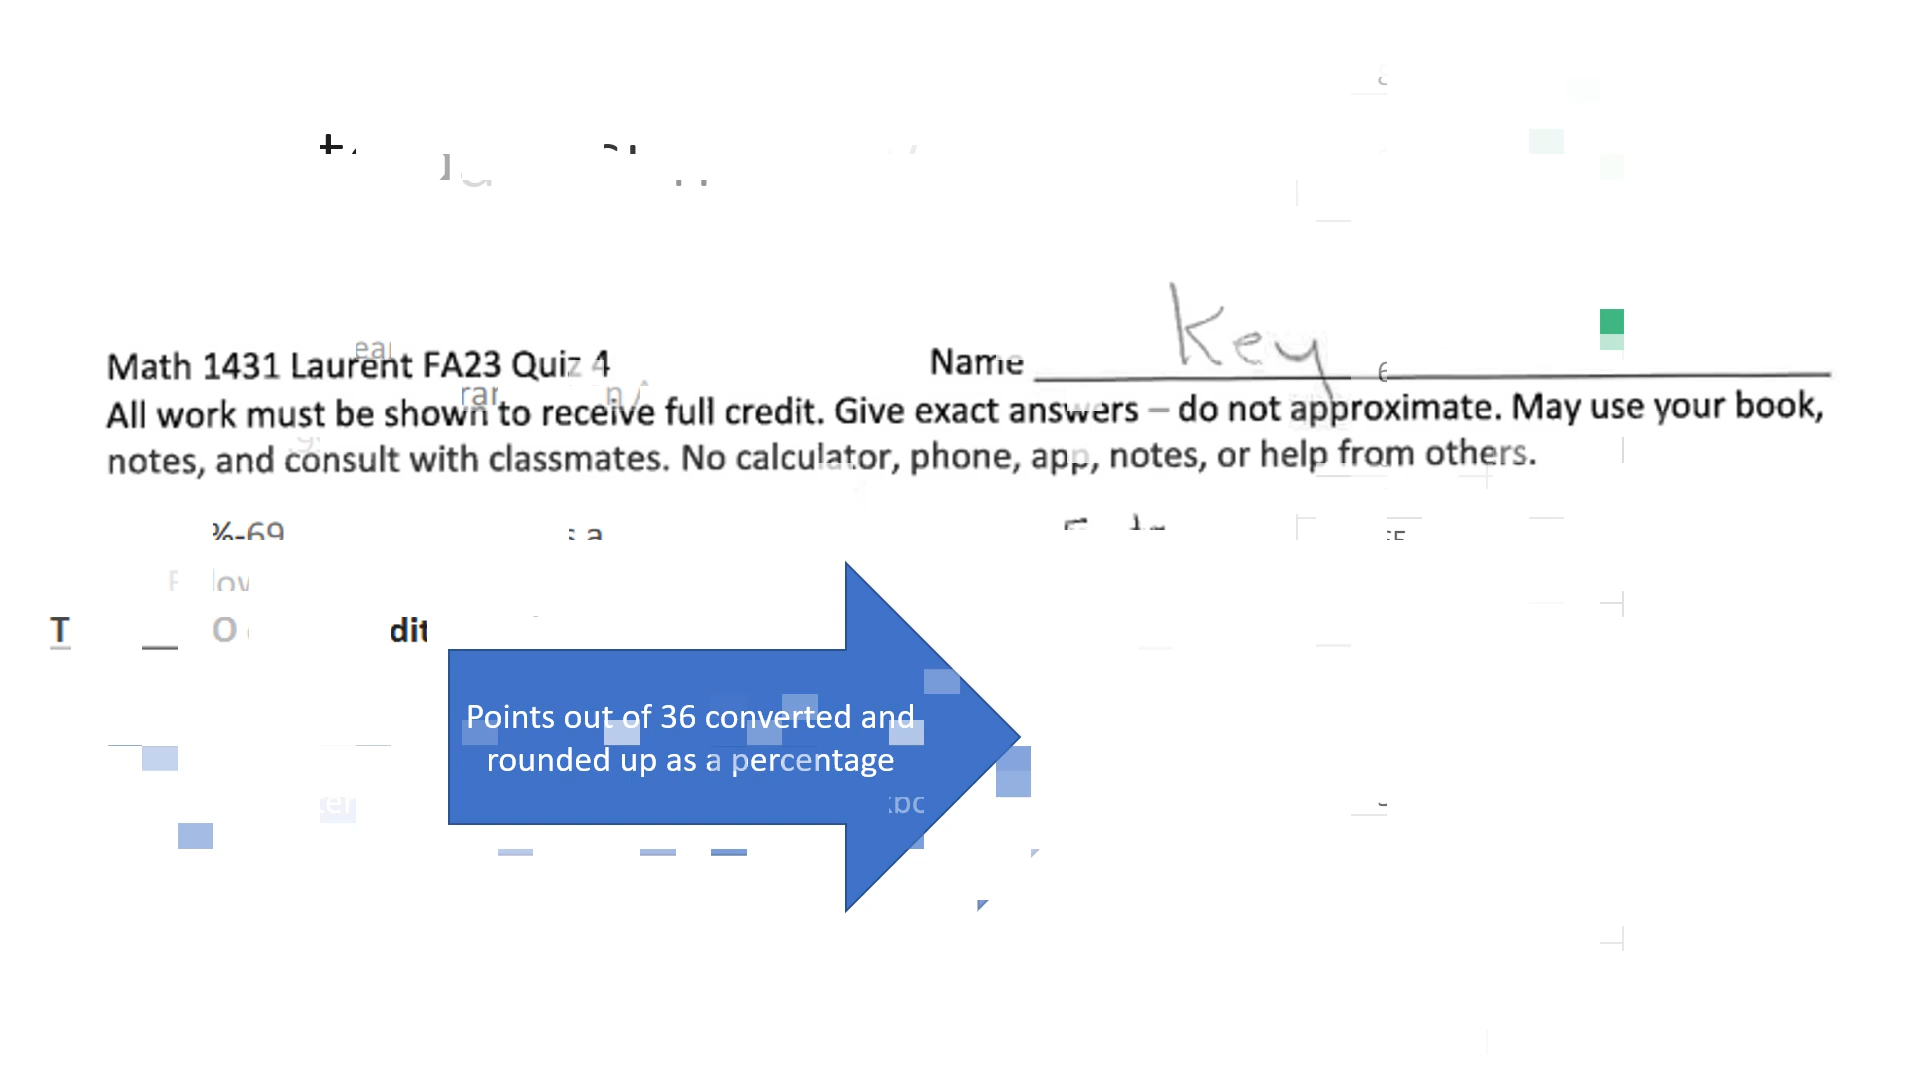 Key
Math 1431 Laurent FA23 Quiz 4 Name
All work must be shown to receive full credit. Give exact answers – do not approximate. May use your book,
notes, and consult with classmates. No calculator, phone, app, notes, or help from others.
%-69
Points out of 36 converted and
rounded up as a percentage